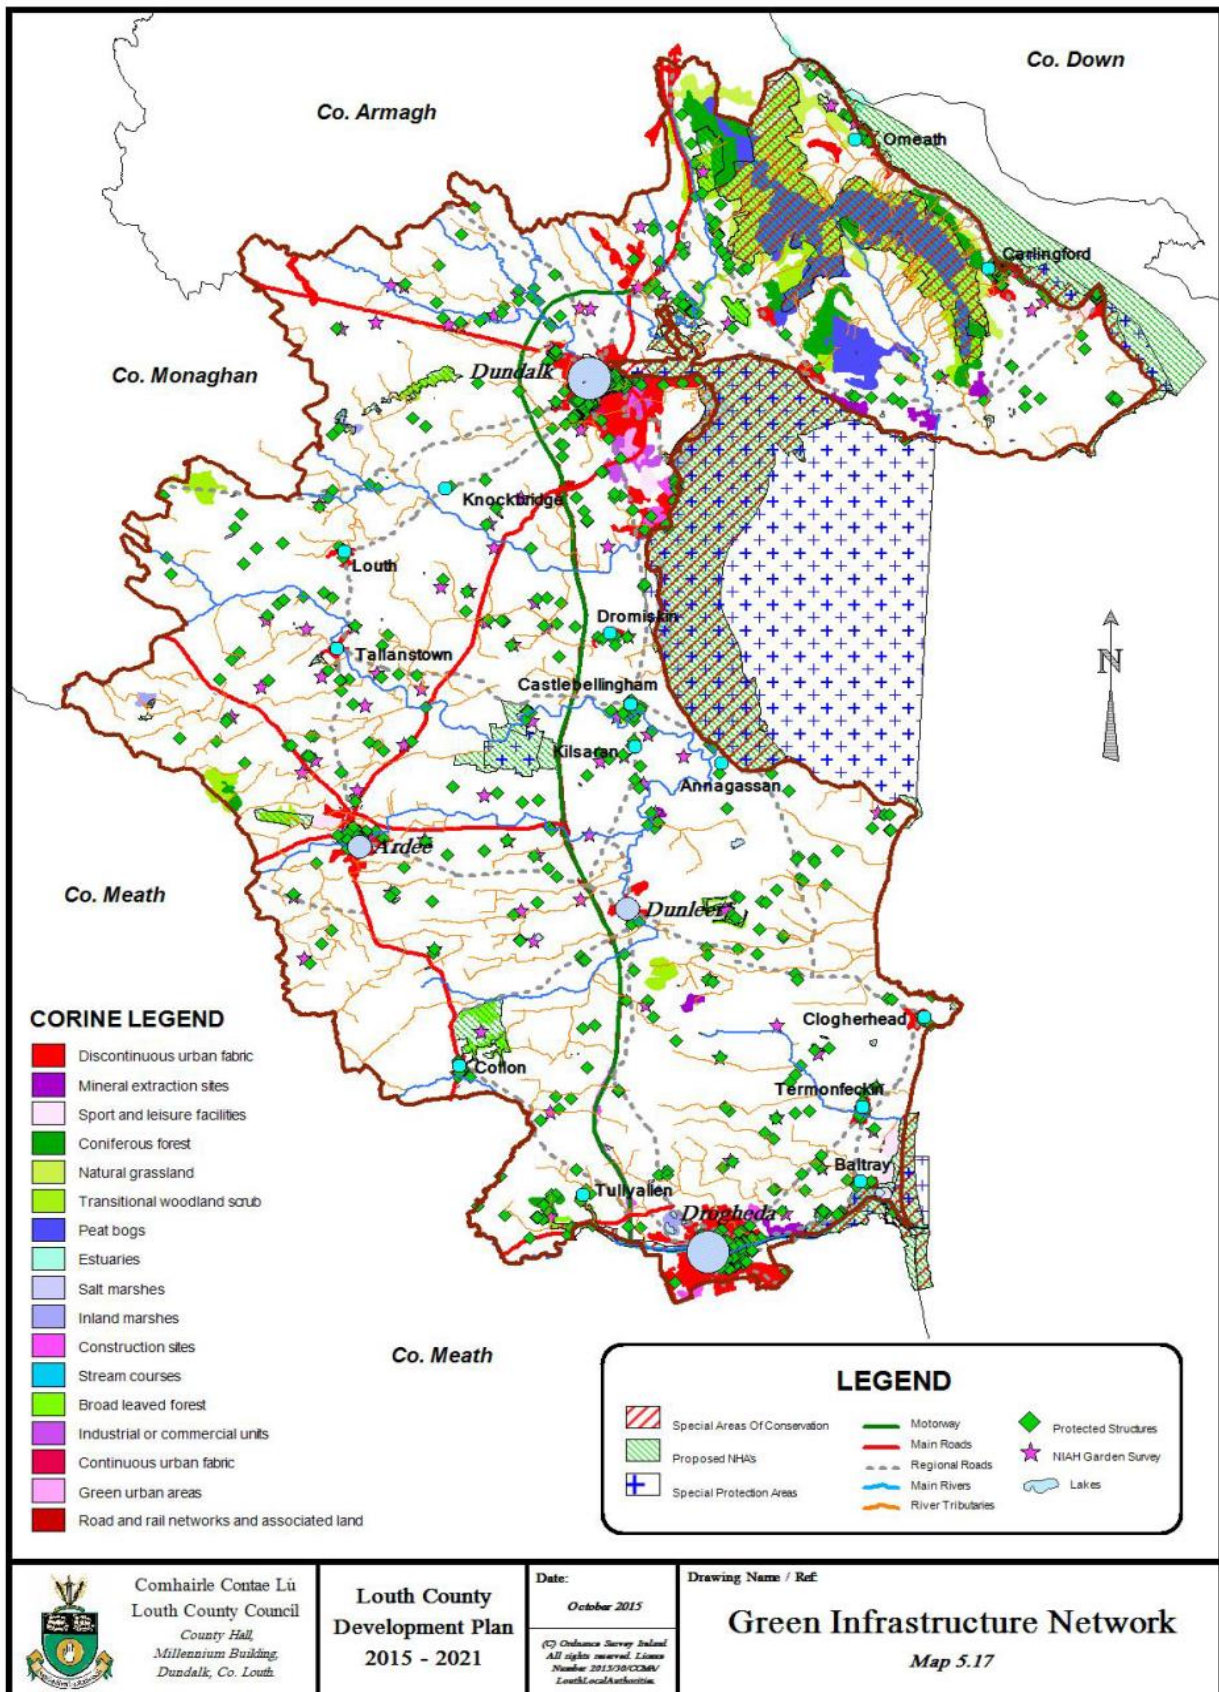 Co. Down
Co. Armagh
Omeath
Carlingford
Co. Monaghan
Dundalk
Knockbridge
Louth
Dromiskin
Tallanstown
Castlebellingham
Kilsaran
Annagassan
N
Ardee
Co. Meath
Dunleer
Clogherhead
Collon
Termonfeckin
Baltray
Tullyallen
Drogheda
Co. Meath
CORINE LEGEND
Discontinuous urban fabric
Mineral extraction sites
Sport and leisure facilities
Coniferous forest
Natural grassland
Transitional woodland scrub
Peat bogs
Estuaries
Salt marshes
Inland marshes
Construction sites
Stream courses
Broad leaved forest
Industrial or commercial units
Continuous urban fabric
Green urban areas
Road and rail networks and associated land
LEGEND
Special Areas Of Conservation
Proposed NHA's
Special Protection Areas
Motorway
Main Roads
Regional Roads
Main Rivers
River Tributaries
Protected Structures
NIAH Garden Survey
Lakes
Comhairle Contae Lú
Louth County Council
County Hall,
Millennium Building,
Dundalk, Co. Louth.
Louth County
Development Plan
2015 - 2021
Date:
October 2015
(C) Ordnance Survey Ireland
All rights reserved. License
Number 2013/30/CCMA/
LouthLocalAuthorities.
Drawing Name / Ref:
Green Infrastructure Network
Map 5.17